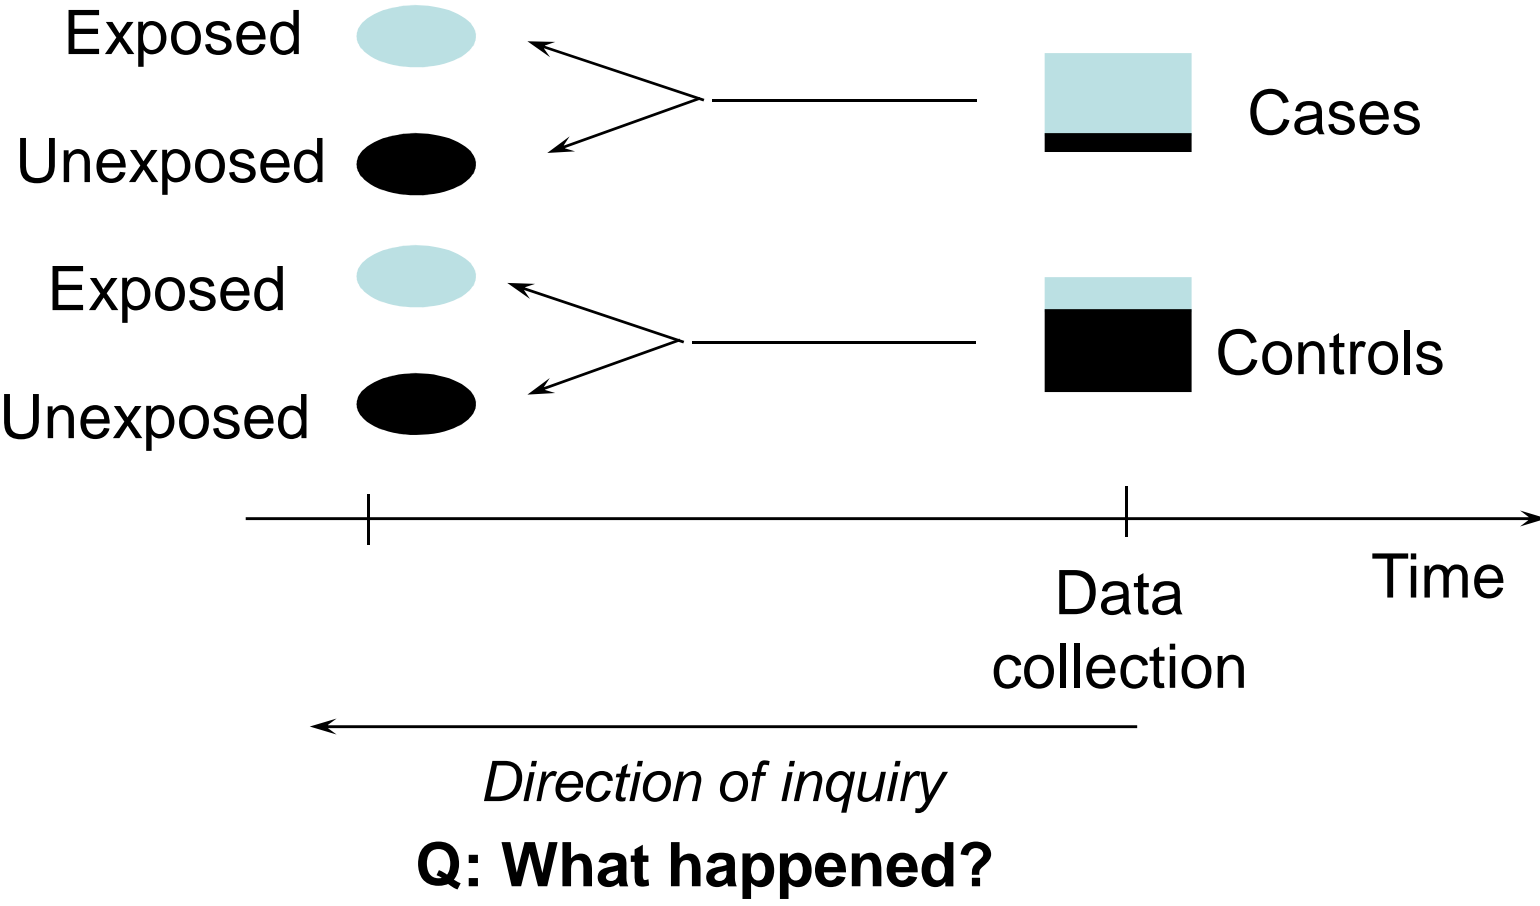 Exposed
Unexposed
Cases
Exposed
Unexposed
Controls
Time
Data
collection
Direction of inquiry
Q: What happened?